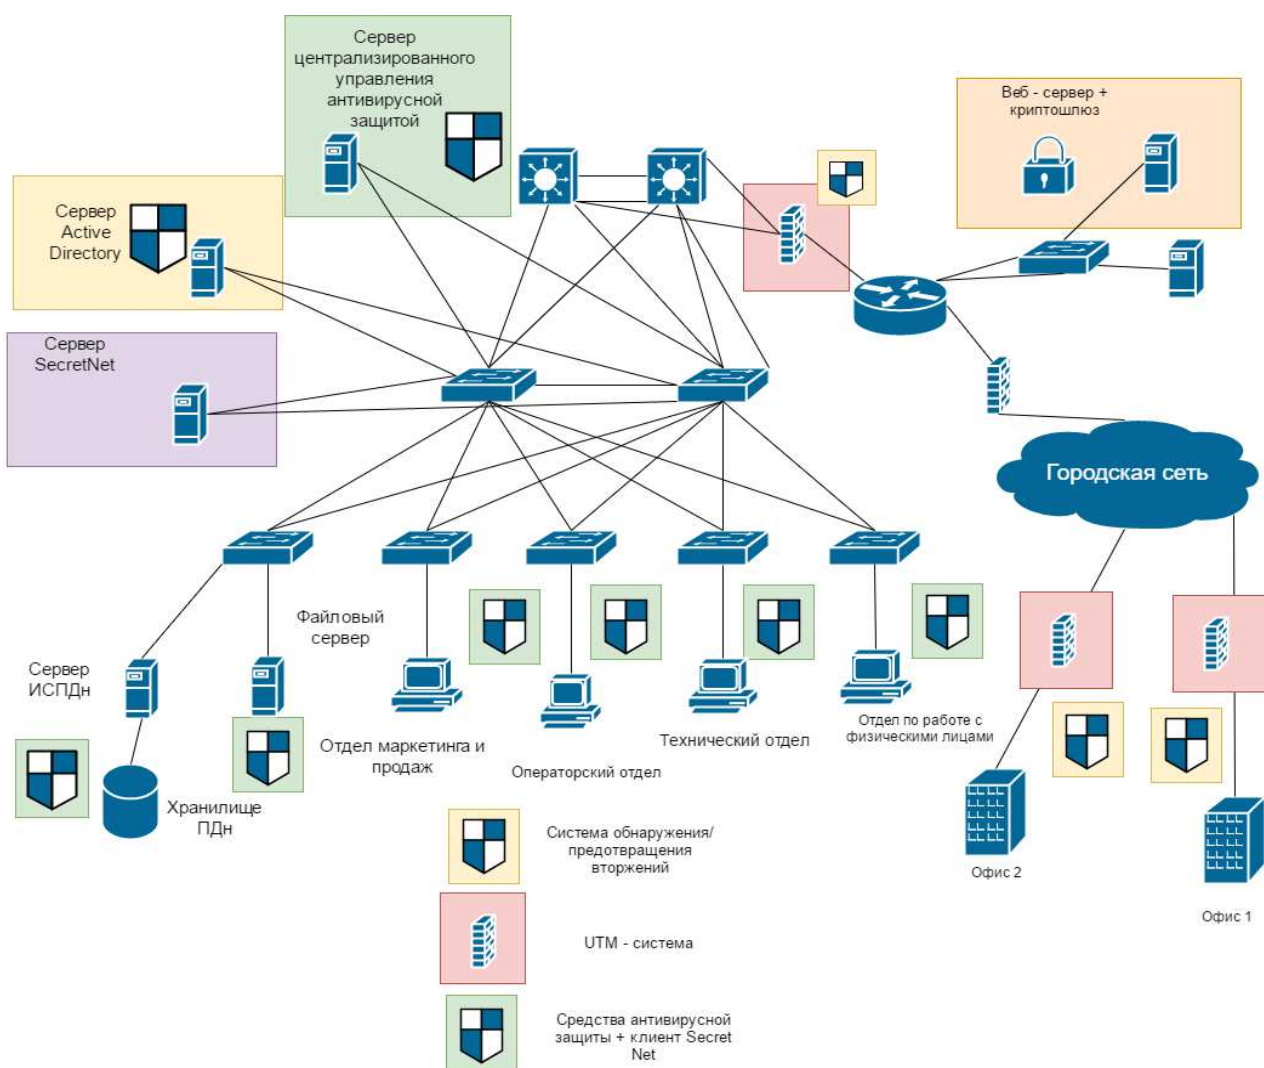 Сервер
централизированного
управления
антивирусной
защитой
Веб - сервер +
криптошлюз
Сервер
Active
Directory
Сервер
SecretNet
Городская сеть
Файловый
сервер
Сервер
ИСПДн
Отдел маркетинга и
продаж
Операторский отдел
Технический отдел
Отдел по работе с
физическими лицами
Хранилище
ПДн
Офис 2
Офис 1
Система обнаружения/
предотвращения
вторжений
UTM - система
Средства антивирусной
защиты + клиент Secret
Net